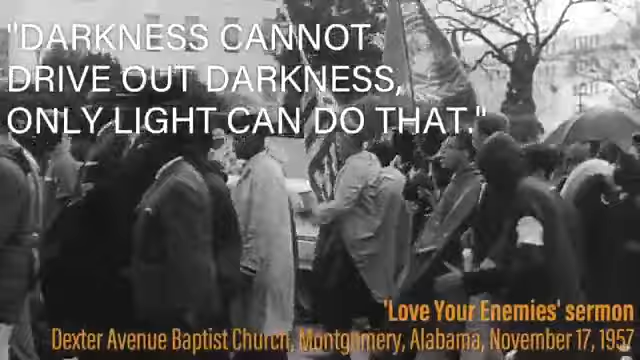 "DARKNESS CANNOT
DRIVE OUT DARKNESS,
ONLY LIGHT CAN DO THAT."
'Love Your Enemies' sermon
Dexter Avenue Baptist Church, Montgomery, Alabama, November 17, 1957